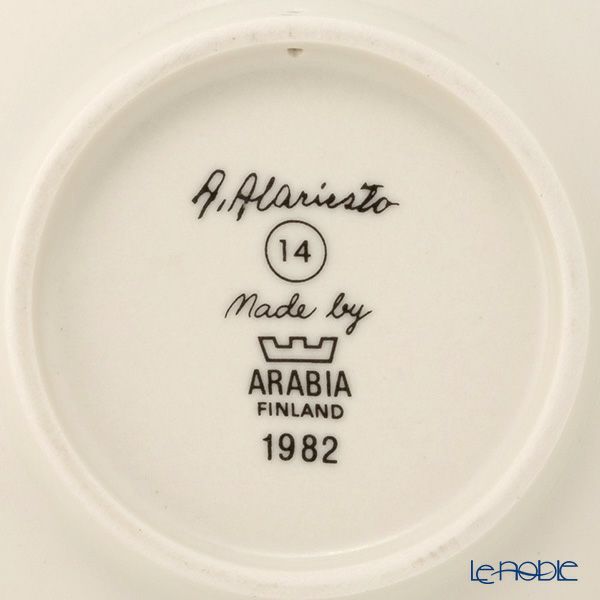 A. Alariesto
14
Made by
ARABIA
FINLAND
1982
Le-noble